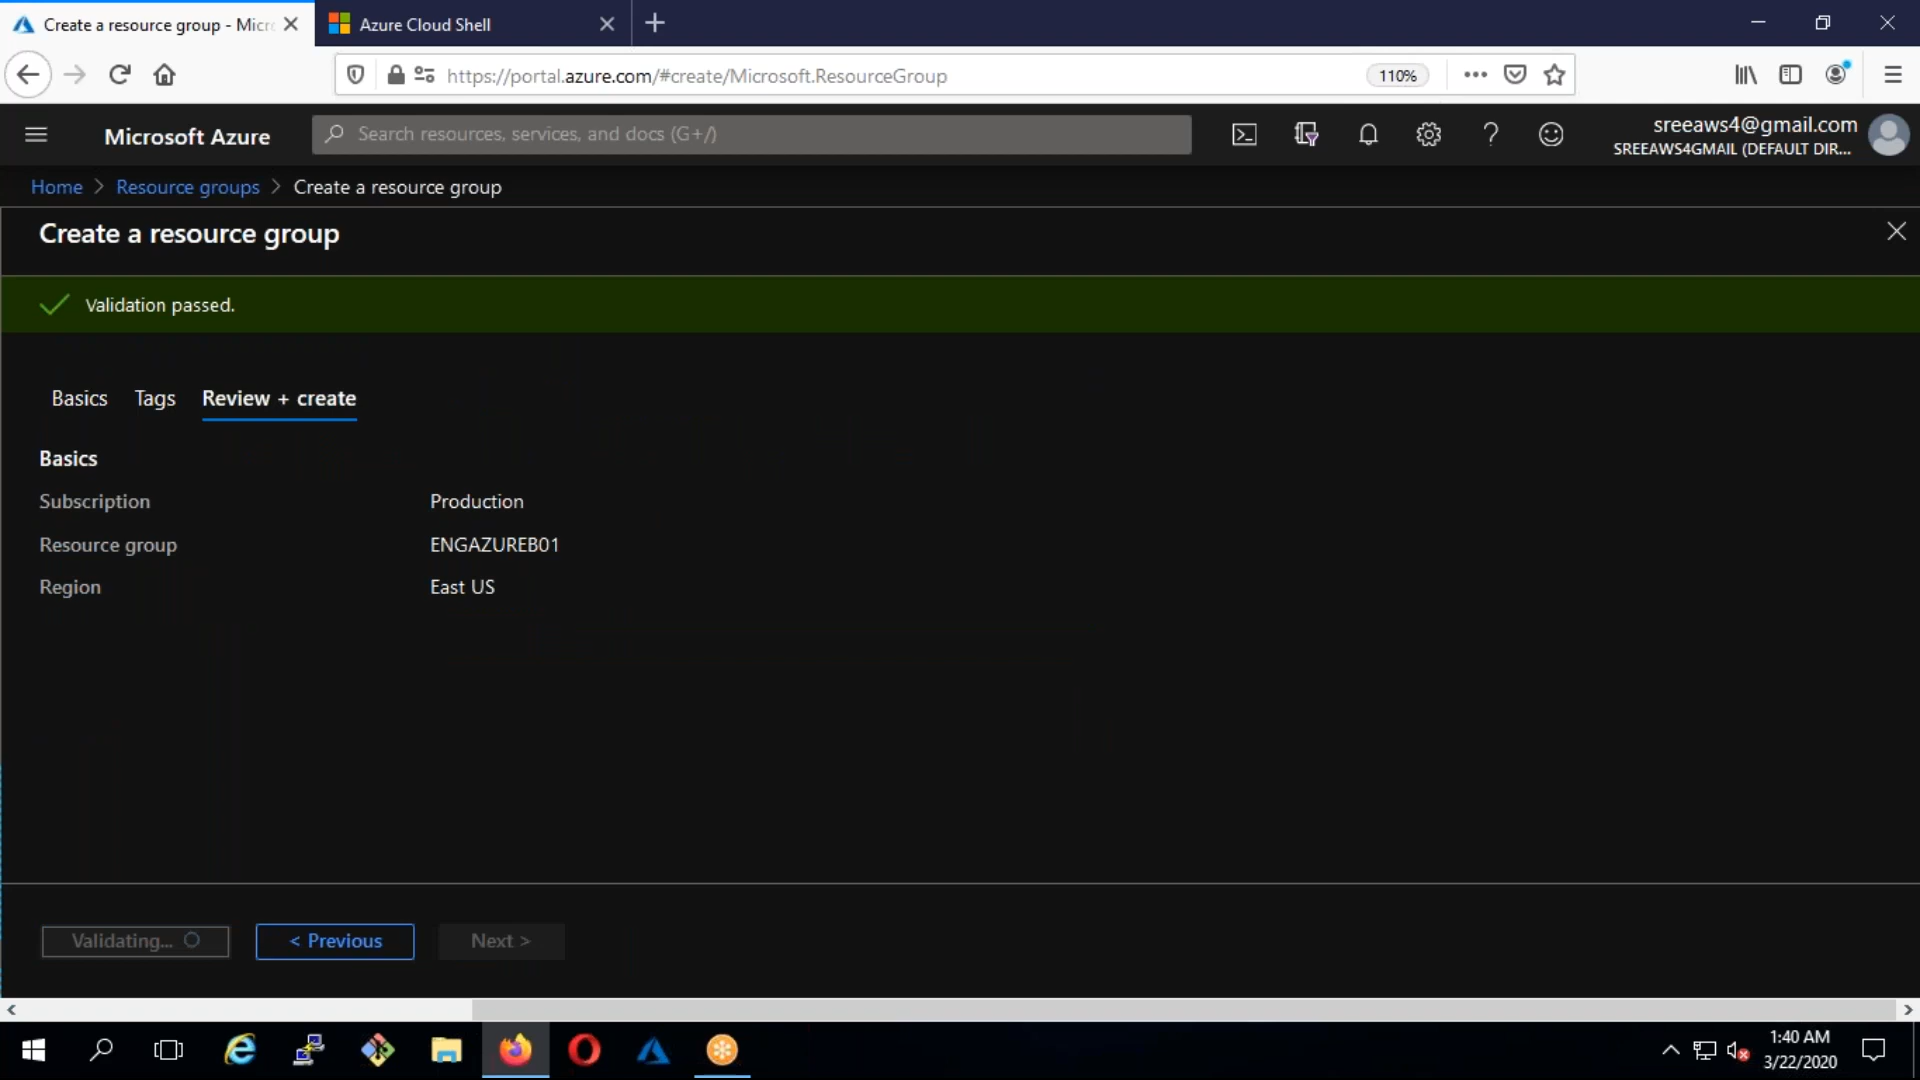 Create a resource group - Micr
Azure Cloud Shell
https://portal.azure.com/#create/Microsoft.ResourceGroup
110%
Microsoft Azure
Search resources, services, and docs (G+/)
sreeaws4@gmail.com
SREEAWS4GMAIL (DEFAULT DIR...
Home > Resource groups > Create a resource group
Create a resource group
Validation passed.
Basics Tags Review + create
Basics
Subscription Production
Resource group ENGAZUREB01
Region East US
Validating...
< Previous
Next >
1:40 AM
3/22/2020